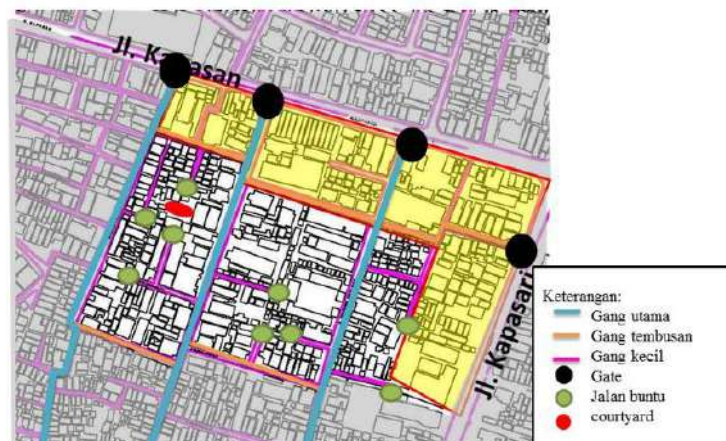 Jl. Kapasan
Jl. Kapasari
Keterangan:
Gang utama
Gang tembusan
Gang kecil
Gate
Jalan buntu
courtyard